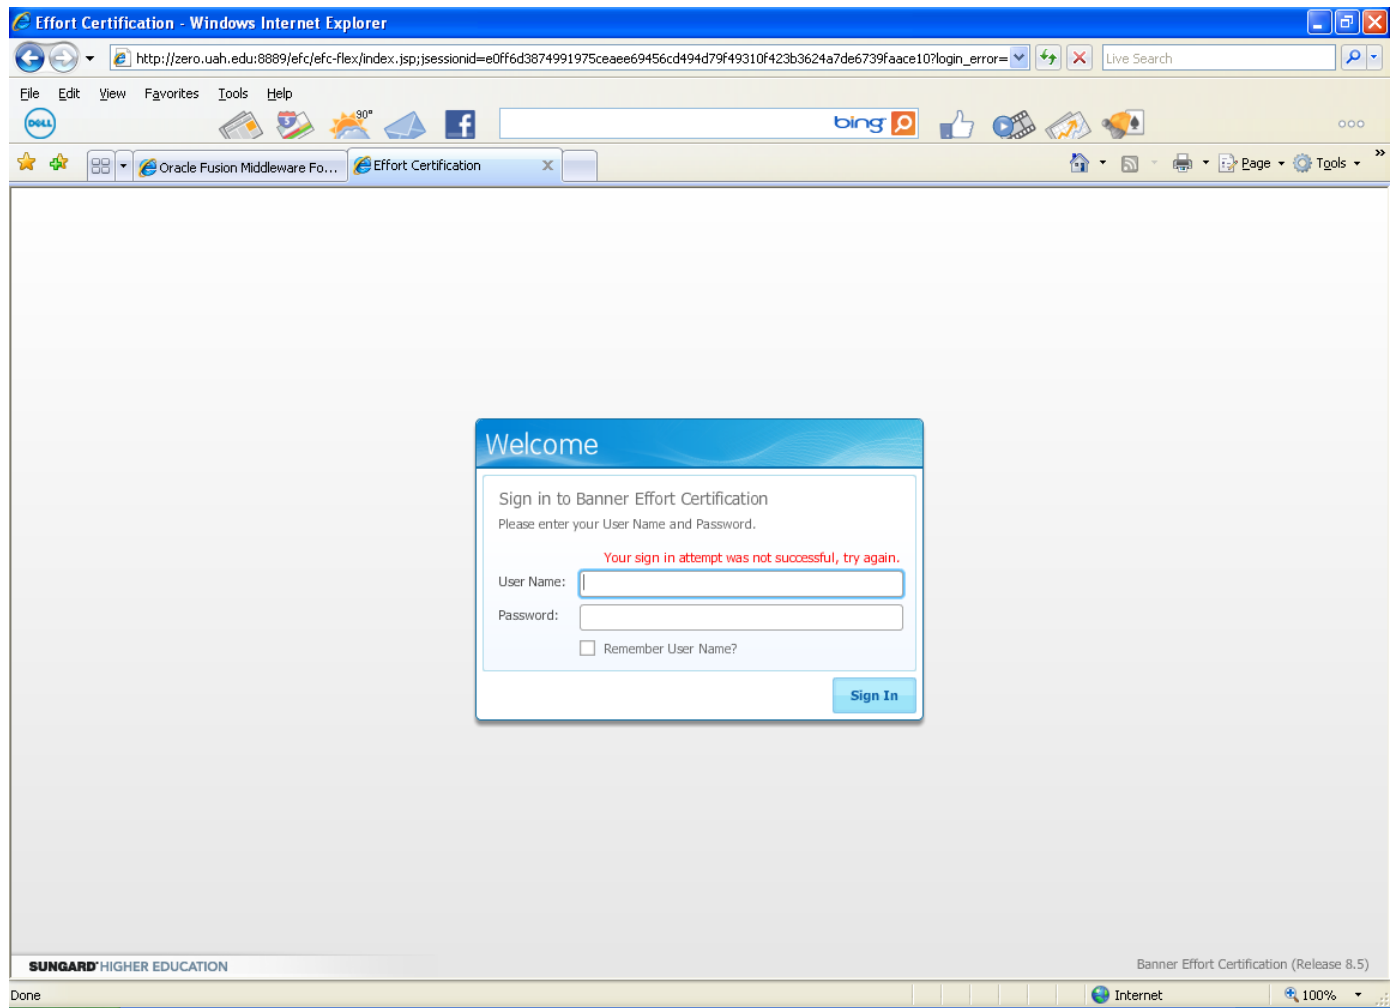 Effort Certification - Windows Internet Explorer
http://zero.uah.edu:8889/efc/efc-flex/index.jsp;jsessionid=e0ff6d3874991975ceaee69456cd494d79f49310f423b3624a7de6739faace10?login_error=
Live Search
File Edit View Favorites Tools Help
DELL 5 90° f bing
Oracle Fusion Middleware Fo... Effort Certification X Page Tools »
Welcome
Sign in to Banner Effort Certification
Please enter your User Name and Password.
Your sign in attempt was not successful, try again.
User Name:
Password:
Remember User Name?
Sign In
SUNGARD' HIGHER EDUCATION Banner Effort Certification (Release 8.5)
Done Internet 100%